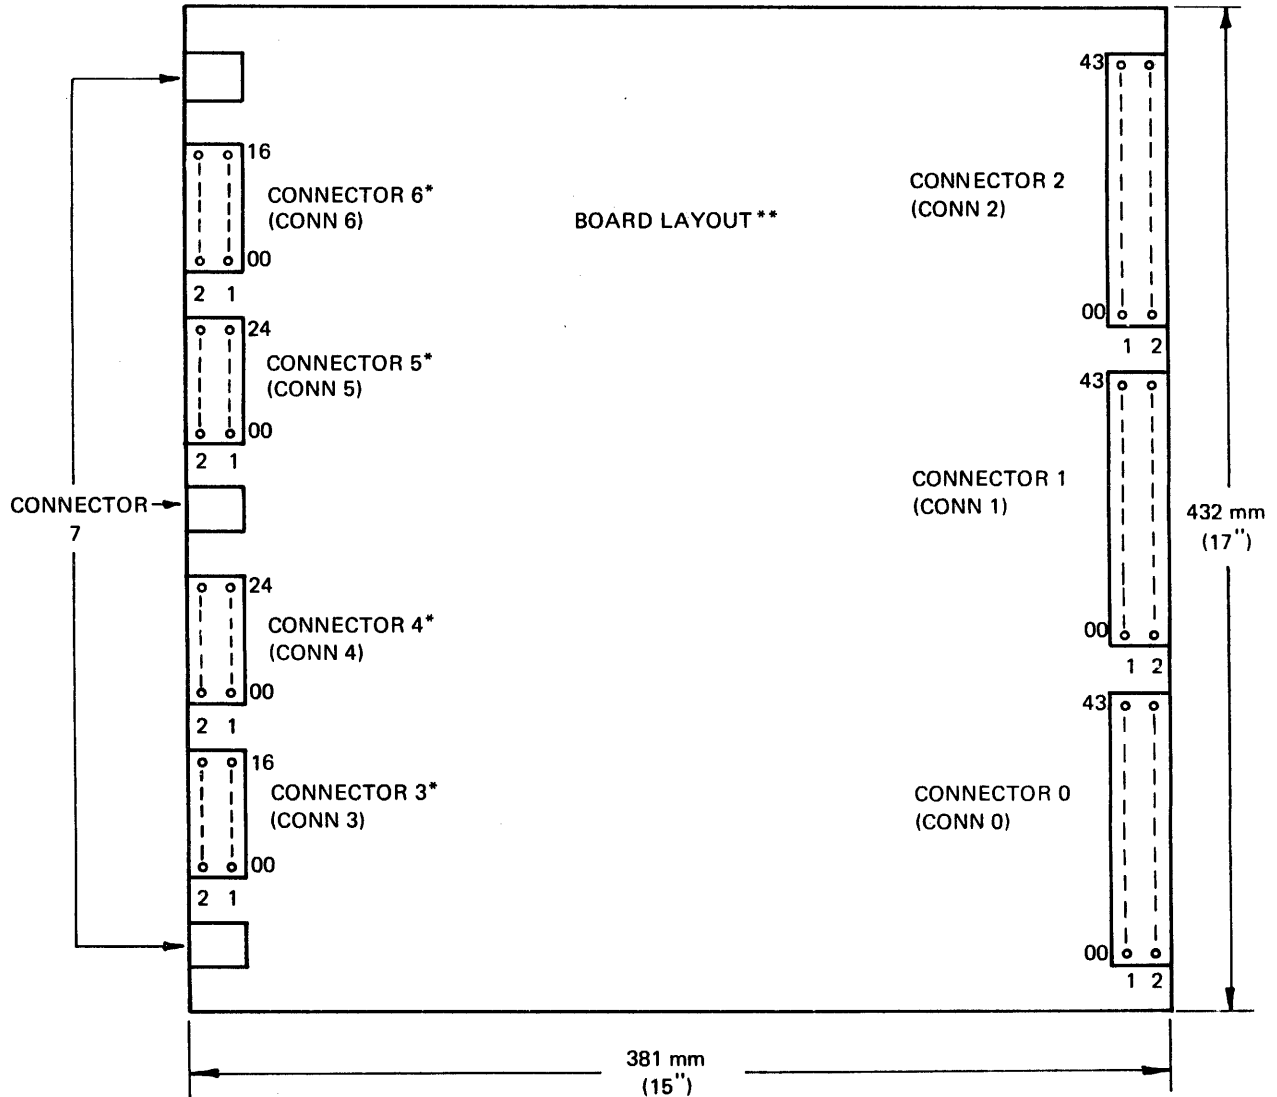 43
16
CONNECTOR 6*
(CONN 6)
00
2 1
BOARD LAYOUT**
CONNECTOR 2
(CONN 2)
00
1 2
24
CONNECTOR 5*
(CONN 5)
00
2 1
43
CONNECTOR 1
(CONN 1)
00
1 2
CONNECTOR
7
432 mm
(17")
24
CONNECTOR 4*
(CONN 4)
00
2 1
43
CONNECTOR 0
(CONN 0)
00
1 2
16
CONNECTOR 3*
(CONN 3)
00
2 1
381 mm
(15")